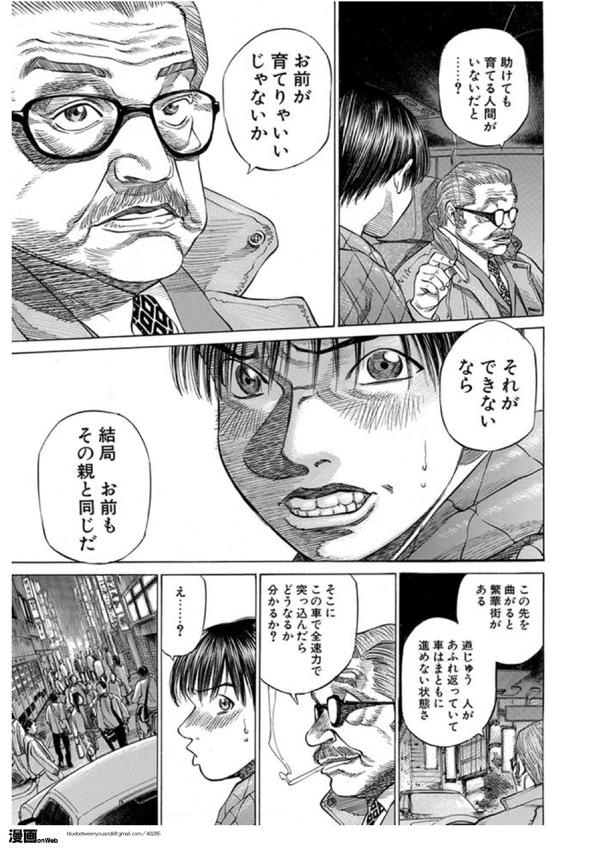 助けても
育てる人間が
いないだと
……?
お前が
育てりゃいい
じゃないか
それが
できない
なら
結局 お前も
その親と同じだ
この先を
曲がると
繁華街が
ある
道じゅう 人が
あふれ返っていて
車はまともに
進めない状態さ
そこに
この車で全速力で
突っ込んだら
どうなるか
分かるか?
え……?
漫画 on Web
bluebetweenyouandi@gmail.com/40285